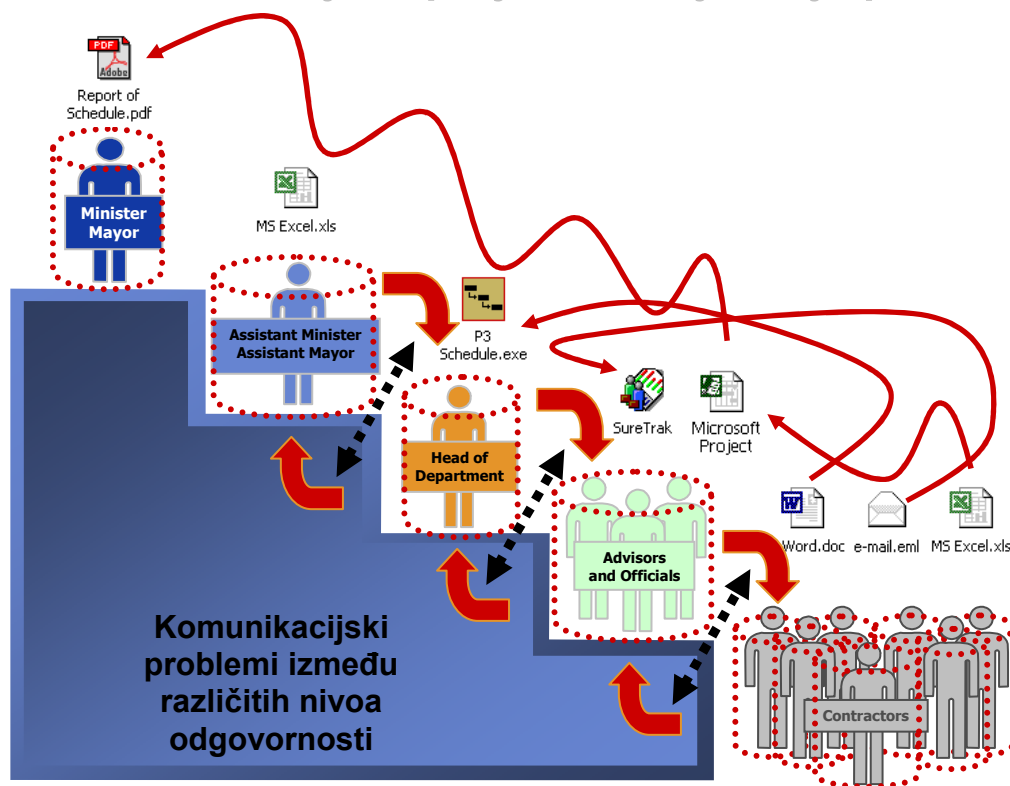 PDF
Adobe
Report of
Schedule.pdf
Minister
Mayor
MS Excel.xls
Assistant Minister
Assistant Mayor
P3
Schedule.exe
SureTrak
Microsoft
Project
Head of
Department
W
Word.doc
e-mail.eml
MS Excel.xls
Advisors
and Officials
Contractors
Komunikacijski
problemi između
različitih nivoa
odgovornosti